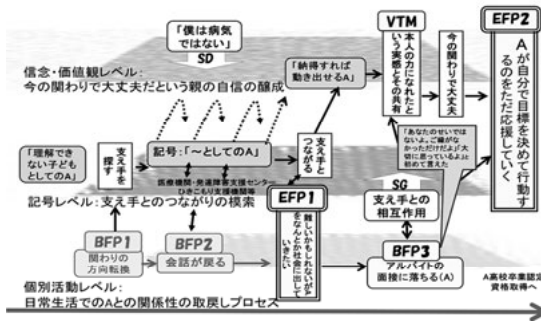 「僕は病気
ではない」
SD
信念・価値観レベル:
今の関わりで大丈夫だという親の自信の醸成
「納得すれば
動き出せるA」
VTM
本人の力になれたと
いう実感とその共有
今の関わりで大丈夫
EFP2
Aが自分で目標を決めて行動す
るのをただ応援していく
「理解でき
ない子ども
としてのA」
支え手を
探す
記号:「~としてのA」
支え手と
つながる
医療機関・発達障害支援センター
ひきこもり支援機関等
「あなたのせいでは
ないよ。ご縁がな
かっただけだよ」「大
切に思っているよ」と
初めて言えた
記号レベル:支え手とのつながりの模索
EFP1
難しいかもしれないがA
をなんとか社会に出して
いきたい
SG
支え手との
相互作用
BFP1
関わりの
方向転換
BFP2
会話が戻る
BFP3
アルバイトの
面接に落ちる(A)
A高校卒業認定
資格取得へ
個別活動レベル:
日常生活でのAとの関係性の取戻しプロセス